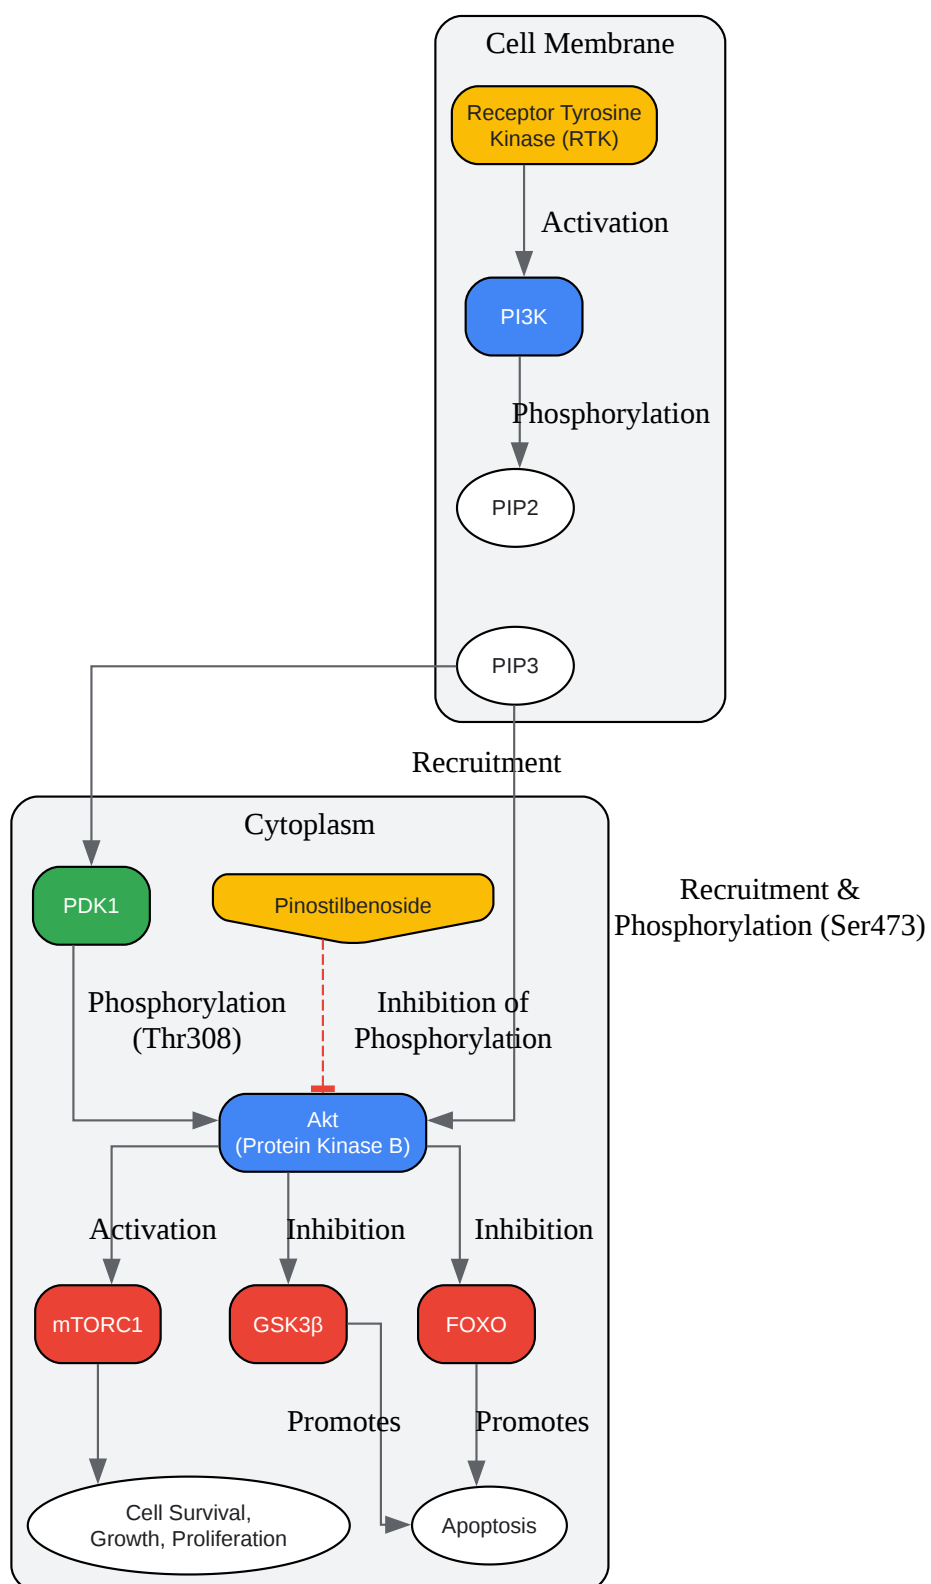 Cell Membrane
Receptor Tyrosine
Kinase (RTK)
Activation
PI3K
Phosphorylation
PIP2
PIP3
Recruitment
Cytoplasm
PDK1
Pinostilbenoside
Recruitment &
Phosphorylation (Ser473)
Phosphorylation
(Thr308)
Inhibition of
Phosphorylation
Akt
(Protein Kinase B)
Activation
Inhibition
Inhibition
mTORC1
GSK3β
FOXO
Promotes
Promotes
Cell Survival,
Growth, Proliferation
Apoptosis